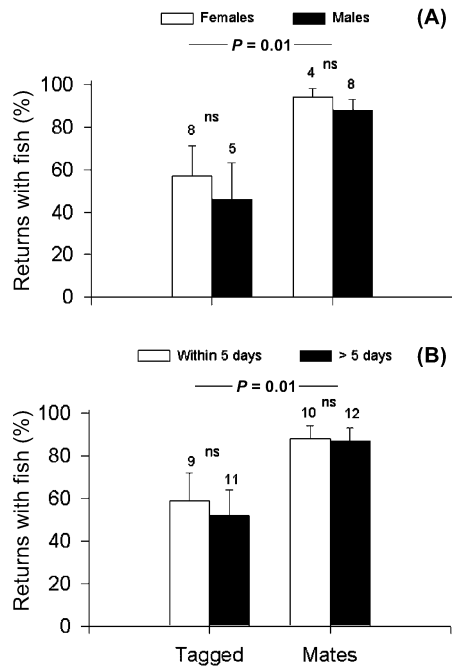 Females Males (A)
P = 0.01
4 ns 8
100
ns
8 5
80
60
40
20
0
Returns with fish (%)
Within 5 days > 5 days (B)
P = 0.01
ns
10 12
100
ns
9 11
80
60
40
20
0
Returns with fish (%)
Tagged Mates